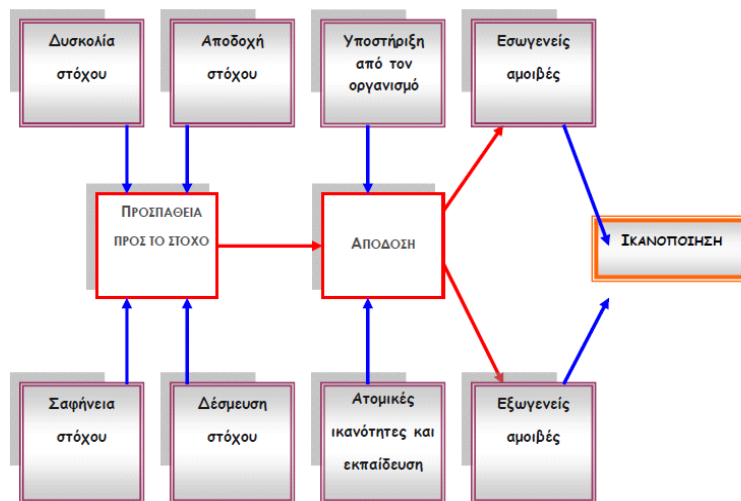 Δυσκολία
στόχου
Αποδοχή
στόχου
Υποστήριξη
από τον
οργανισμό
Εσωγενείς
αμοιβές
ΠΡΟΣΠΑΘΕΙΑ
ΠΡΟΣ ΤΟ ΣΤΟΧΟ
ΑΠΟΔΟΣΗ
ΙΚΑΝΟΠΟΙΗΣΗ
Σαφήνεια
στόχου
Δέσμευση
στόχου
Ατομικές
ικανότητες και
εκπαίδευση
Εξωγενείς
αμοιβές